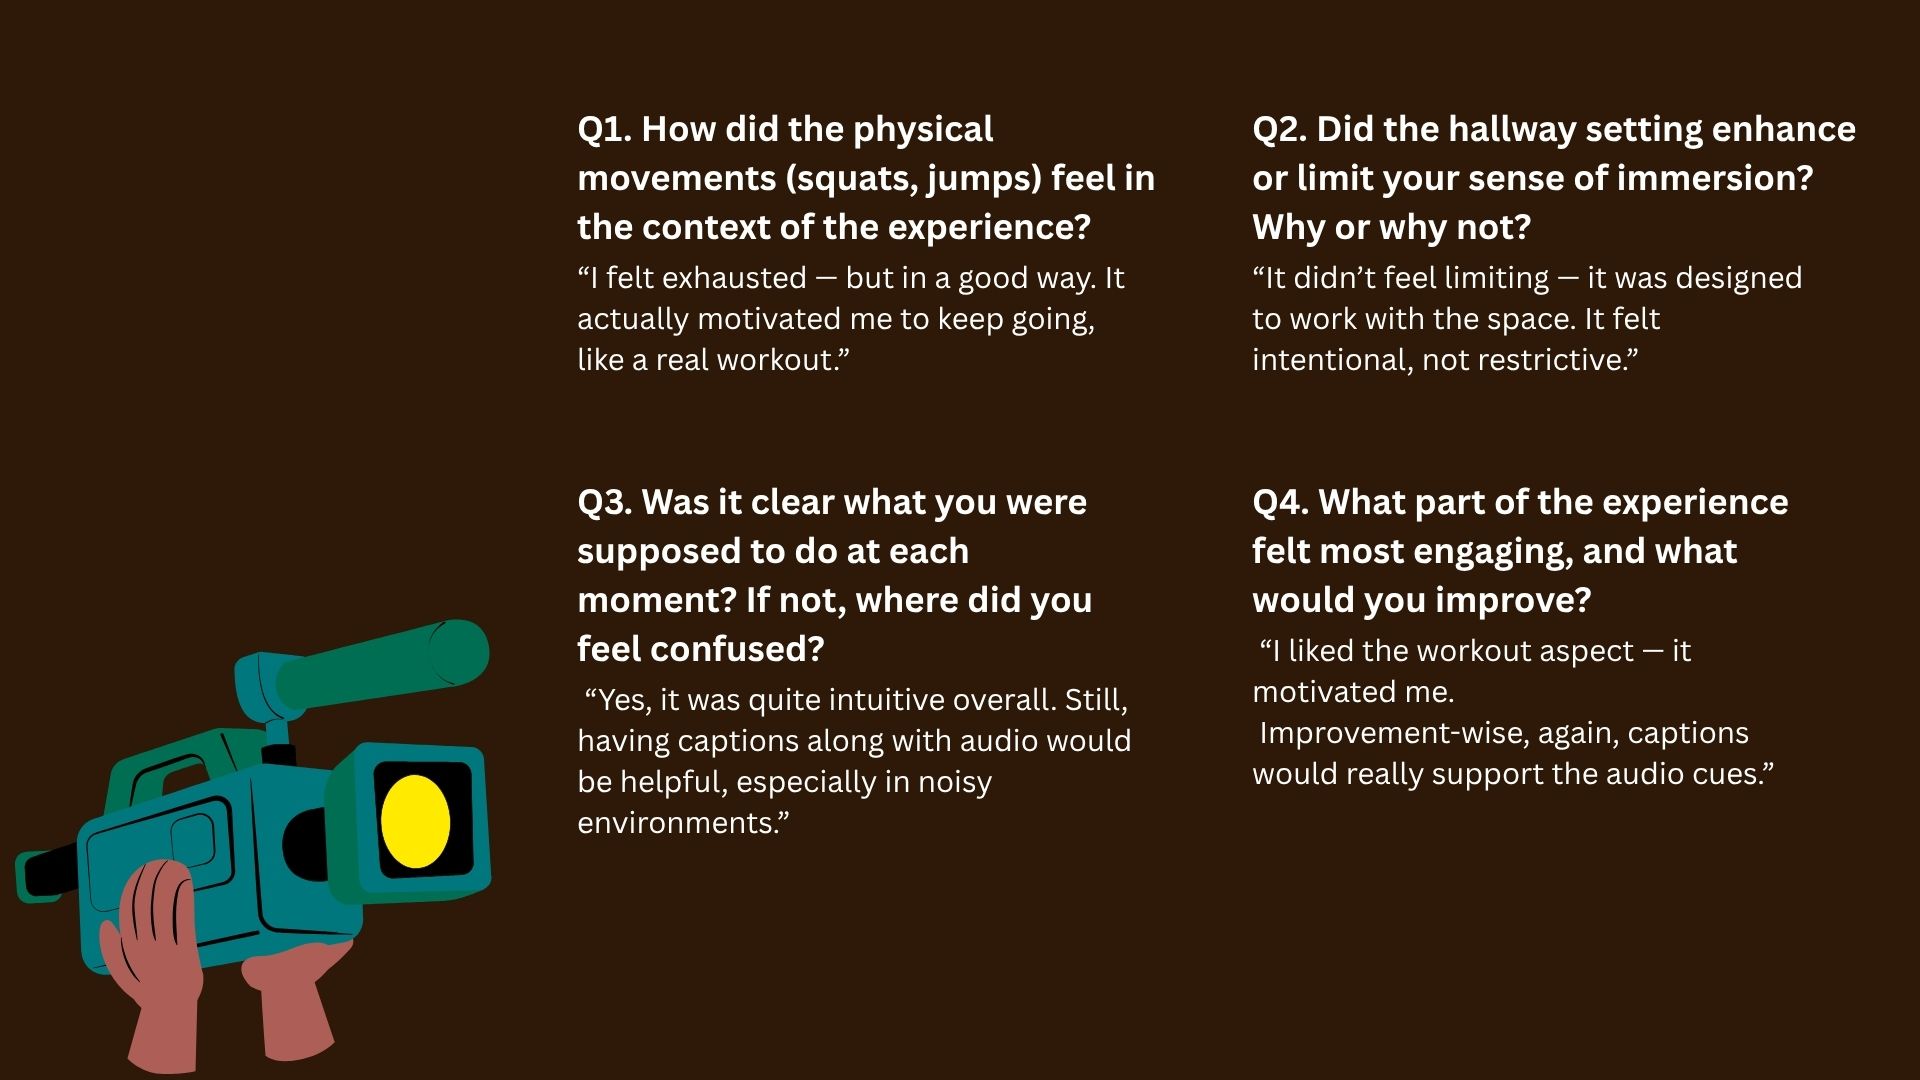 Q1. How did the physical
movements (squats, jumps) feel in
the context of the experience?
“I felt exhausted — but in a good way. It
actually motivated me to keep going,
like a real workout.”
Q2. Did the hallway setting enhance
or limit your sense of immersion?
Why or why not?
“It didn’t feel limiting — it was designed
to work with the space. It felt
intentional, not restrictive.”
Q3. Was it clear what you were
supposed to do at each
moment? If not, where did you
feel confused?
“Yes, it was quite intuitive overall. Still,
having captions along with audio would
be helpful, especially in noisy
environments.”
Q4. What part of the experience
felt most engaging, and what
would you improve?
“I liked the workout aspect — it
motivated me.
Improvement-wise, again, captions
would really support the audio cues.”